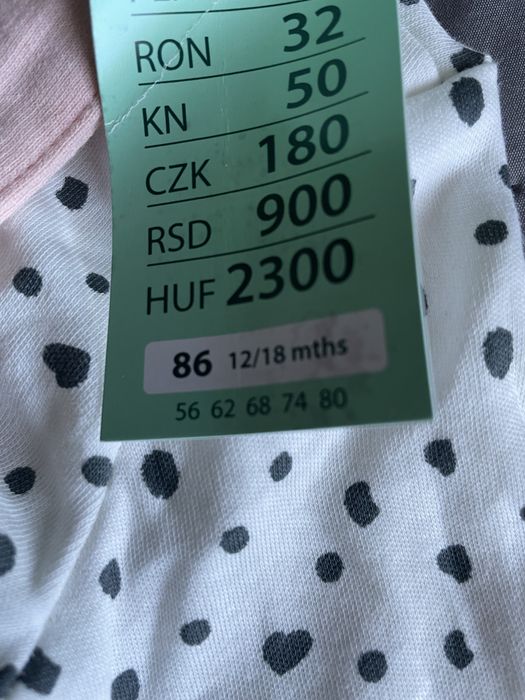 RON 32
KN 50
CZK 180
RSD 900
HUF 2300
86 12/18 mths
56 62 68 74 80